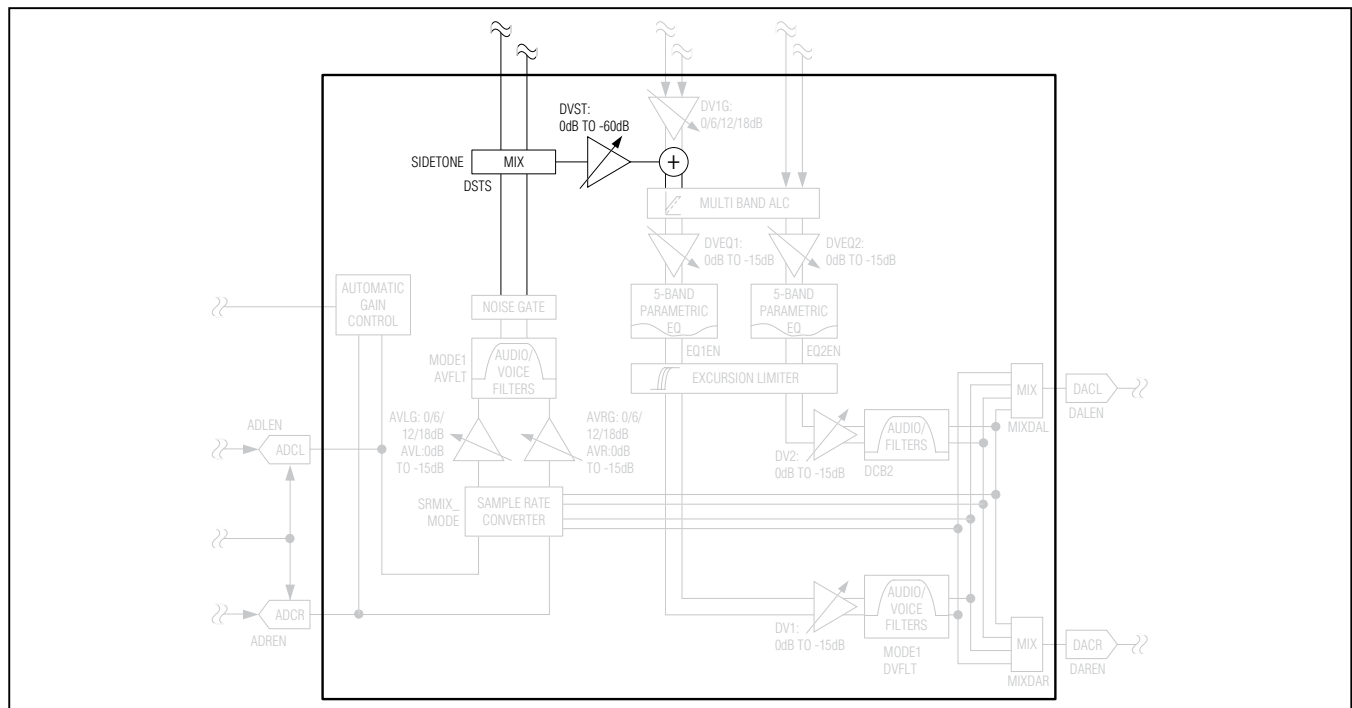 DVST:
0dB TO -60dB
DV1G:
0/6/12/18dB
SIDETONE
MIX
+
DSTS
MULTI BAND ALC
DVEQ1:
0dB TO -15dB
DVEQ2:
0dB TO -15dB
AUTOMATIC
GAIN
CONTROL
NOISE GATE
5-BAND
PARAMETRIC
EQ
5-BAND
PARAMETRIC
EQ
EQ1EN
EQ2EN
MODE1
AVFLT
AUDIO/
VOICE
FILTERS
EXCURSION LIMITER
MIX
DACL
DALEN
MIXDAL
ADLEN
ADCL
AVLG: 0/6/
12/18dB
AVL:0dB
TO -15dB
AVRG: 0/6/
12/18dB
AVR:0dB
TO -15dB
DV2:
0dB TO -15dB
AUDIO/
FILTERS
DCB2
SRMIX_
MODE
SAMPLE RATE
CONVERTER
ADCR
ADREN
DV1:
0dB TO -15dB
AUDIO/
VOICE
FILTERS
MODE1
DVFLT
MIX
DACR
DAREN
MIXDAR